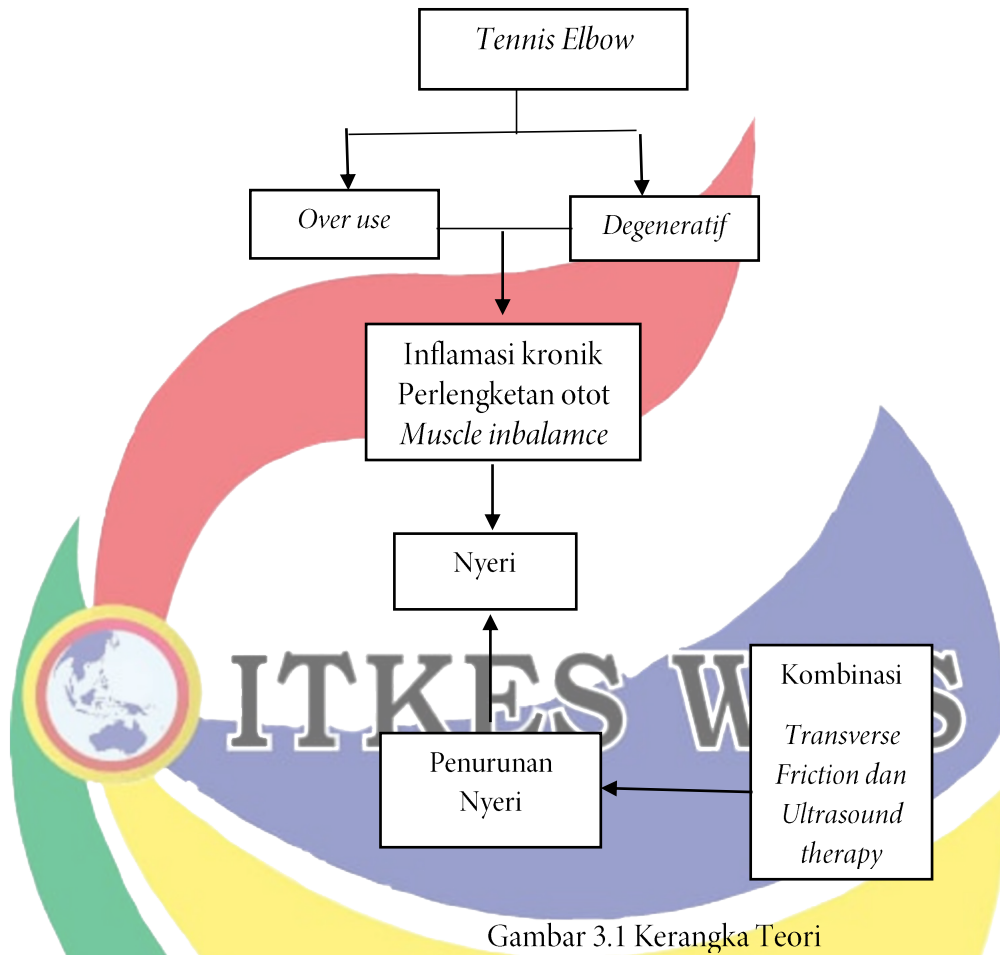 Tennis Elbow
Over use
Degeneratif
Inflamasi kronik
Perlengketan otot
Muscle inbalamce
Nyeri
ITKES W S
Kombinasi
Transverse
Friction dan
Ultrasound
therapy
Penurunan
Nyeri
Gambar 3.1 Kerangka Teori